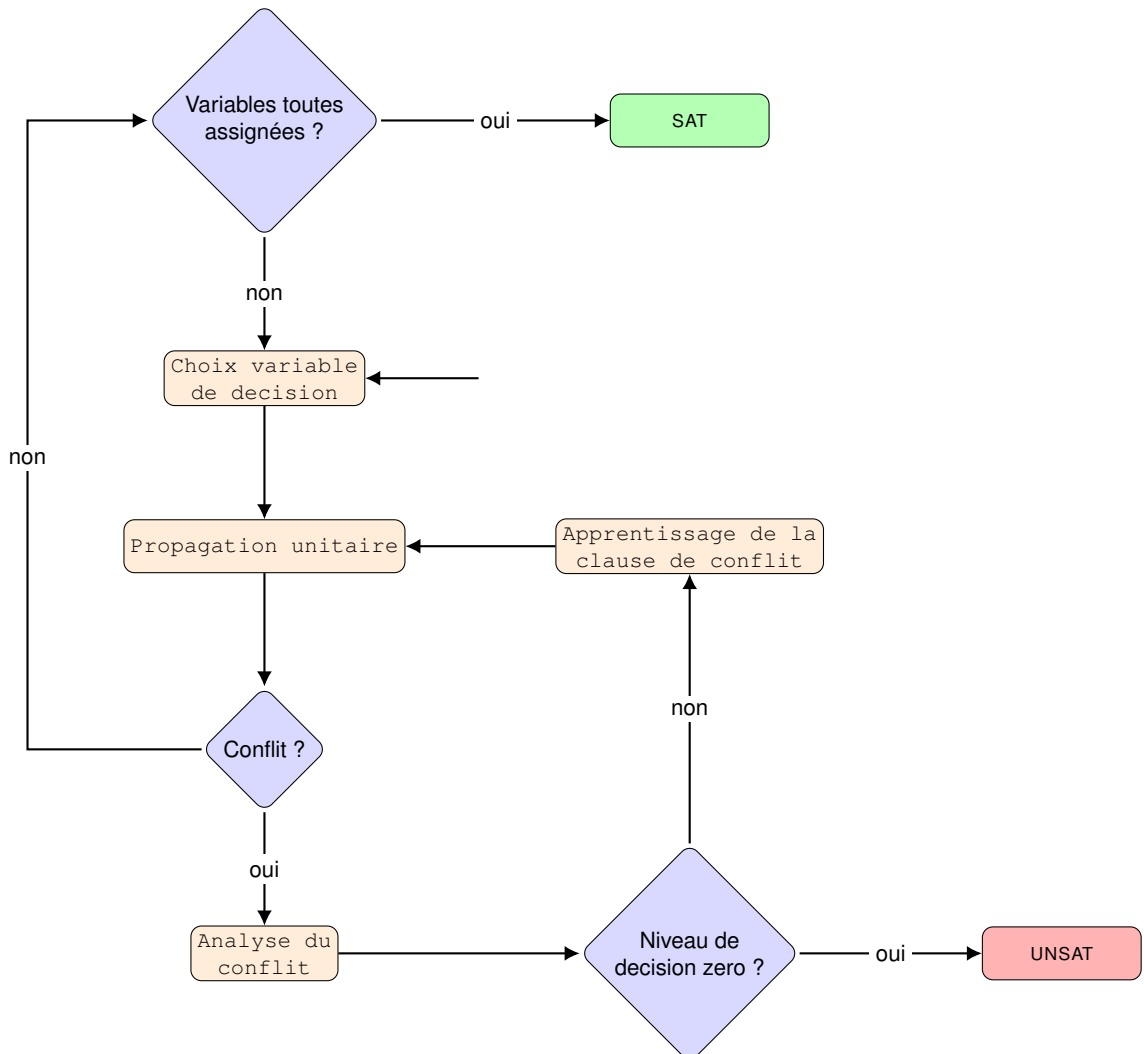 Variables toutes
assignées ?
oui
SAT
non
Choix variable
de decision
non
Propagation unitaire
Apprentissage de la
clause de conflit
non
Conflit ?
oui
Analyse du
conflit
Niveau de
decision zero ?
oui
UNSAT